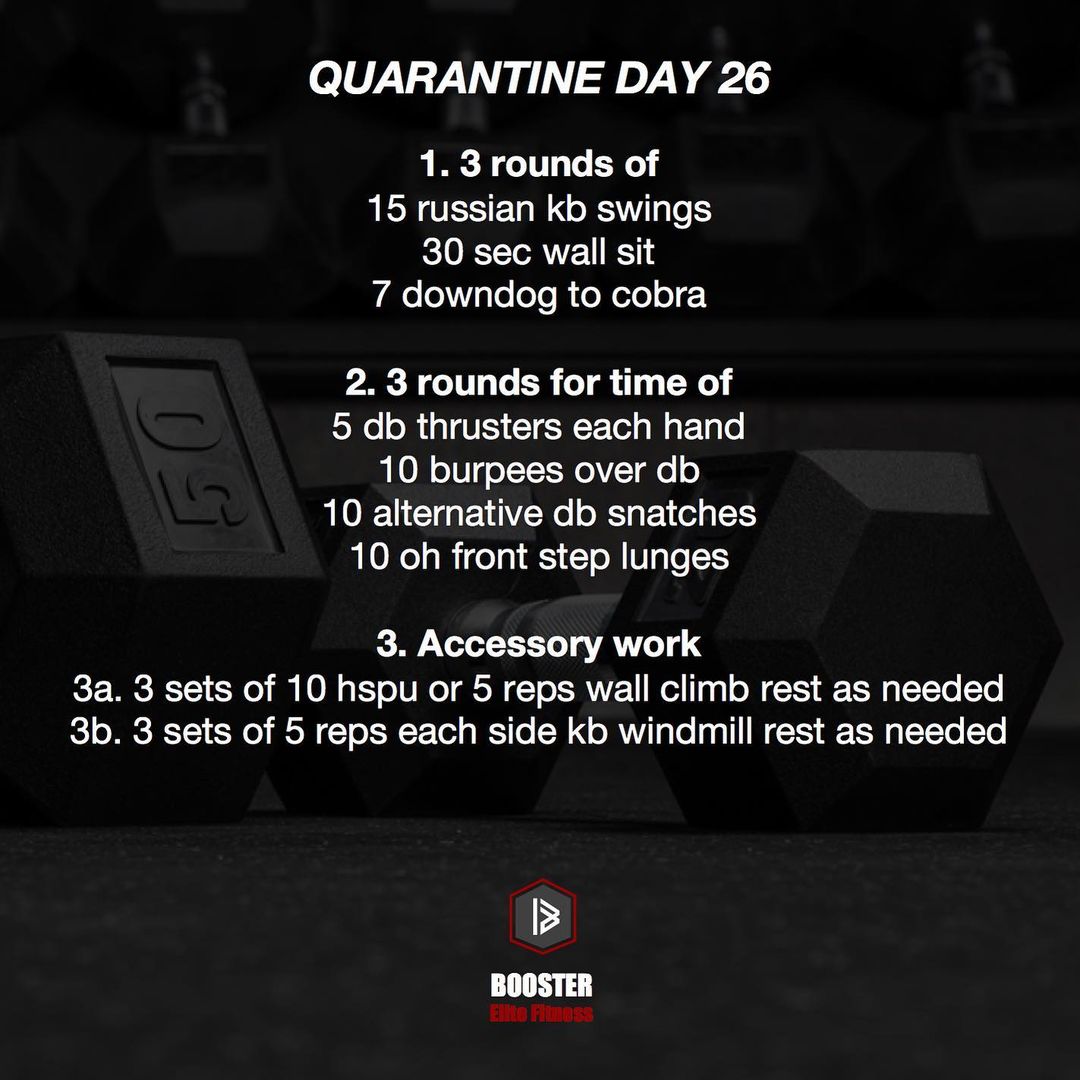 QUARANTINE DAY 26
1. 3 rounds of
15 russian kb swings
30 sec wall sit
7 downdog to cobra
2. 3 rounds for time of
5 db thrusters each hand
10 burpees over db
10 alternative db snatches
10 oh front step lunges
3. Accessory work
3a. 3 sets of 10 hspu or 5 reps wall climb rest as needed
3b. 3 sets of 5 reps each side kb windmill rest as needed
50
BOOSTER
Elite Fitness